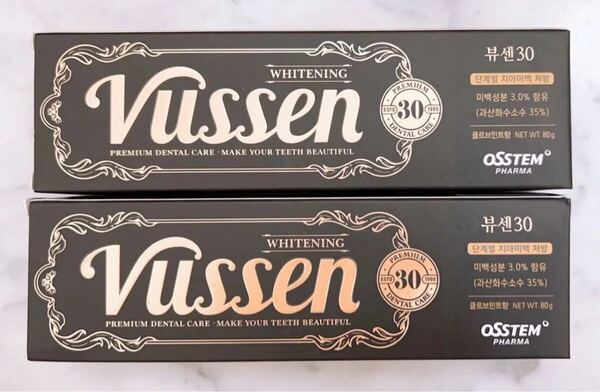 WHITENING
Vussen
PREMIUM DENTAL CARE · MAKE YOUR TEETH BEAUTIFUL
PREMIUM
ESTD 30 1995
DENTAL CARE
뷰센30
단계별 치아미백 처방
미백성분 3.0% 함유
(과산화수소수 35%)
클로브민트향 NET WT. 80g
OSSTEM
PHARMA
WHITENING
Vussen
PREMIUM DENTAL CARE · MAKE YOUR TEETH BEAUTIFUL
PREMIUM
ESTD 30 1995
DENTAL CARE
뷰센30
단계별 치아미백 처방
미백성분 3.0% 함유
(과산화수소수 35%)
클로브민트향 NET WT. 80g
OSSTEM
PHARMA